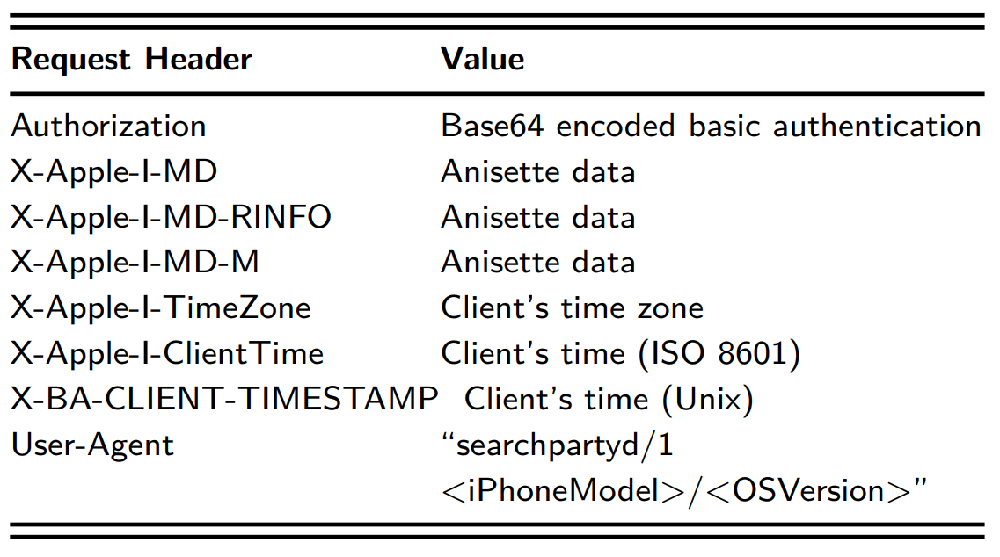 Request Header Value
Authorization Base64 encoded basic authentication
X-Apple-I-MD Anisette data
X-Apple-I-MD-RINFO Anisette data
X-Apple-I-MD-M Anisette data
X-Apple-I-TimeZone Client’s time zone
X-Apple-I-ClientTime Client’s time (ISO 8601)
X-BA-CLIENT-TIMESTAMP Client’s time (Unix)
User-Agent “searchpartyd/1
<iPhoneModel>/<OSVersion>”